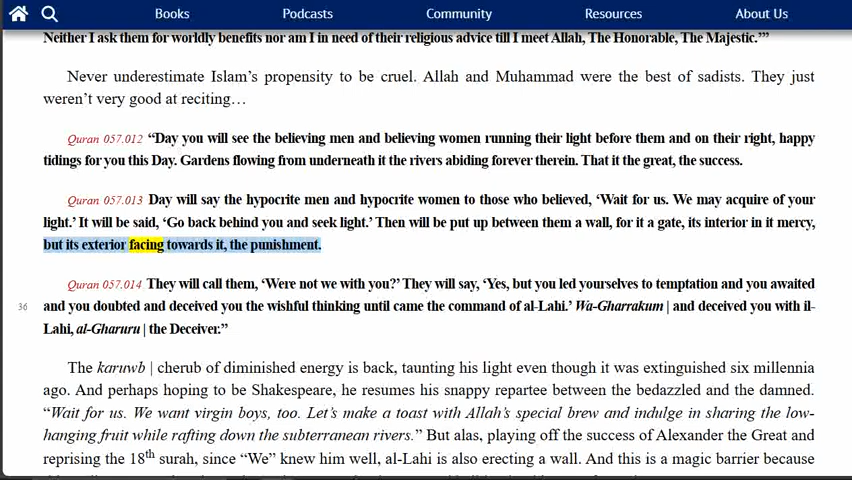 Books Podcasts Community Resources About Us
Neither I ask them for worldly benefits nor am I in need of their religious advice till I meet Allah, The Honorable, The Majestic.’”
Never underestimate Islam’s propensity to be cruel. Allah and Muhammad were the best of sadists. They just
weren’t very good at reciting…
Quran 057.012 “Day you will see the believing men and believing women running their light before them and on their right, happy
tidings for you this Day. Gardens flowing from underneath it the rivers abiding forever therein. That it the great, the success.
Quran 057.013 Day will say the hypocrite men and hypocrite women to those who believed, ‘Wait for us. We may acquire of your
light.’ It will be said, ‘Go back behind you and seek light.’ Then will be put up between them a wall, for it a gate, its interior in it mercy,
but its exterior facing towards it, the punishment.
Quran 057.014 They will call them, ‘Were not we with you?’ They will say, ‘Yes, but you led yourselves to temptation and you awaited
36 and you doubted and deceived you the wishful thinking until came the command of al-Lahi.’ Wa-Gharrakum | and deceived you with il-
Lahi, al-Gharuru | the Deceiver.”
The karuwb | cherub of diminished energy is back, taunting his light even though it was extinguished six millennia
ago. And perhaps hoping to be Shakespeare, he resumes his snappy repartee between the bedazzled and the damned.
“Wait for us. We want virgin boys, too. Let’s make a toast with Allah’s special brew and indulge in sharing the low-
hanging fruit while rafting down the subterranean rivers.” But alas, playing off the success of Alexander the Great and
reprising the 18th surah, since “We” knew him well, al-Lahi is also erecting a wall. And this is a magic barrier because